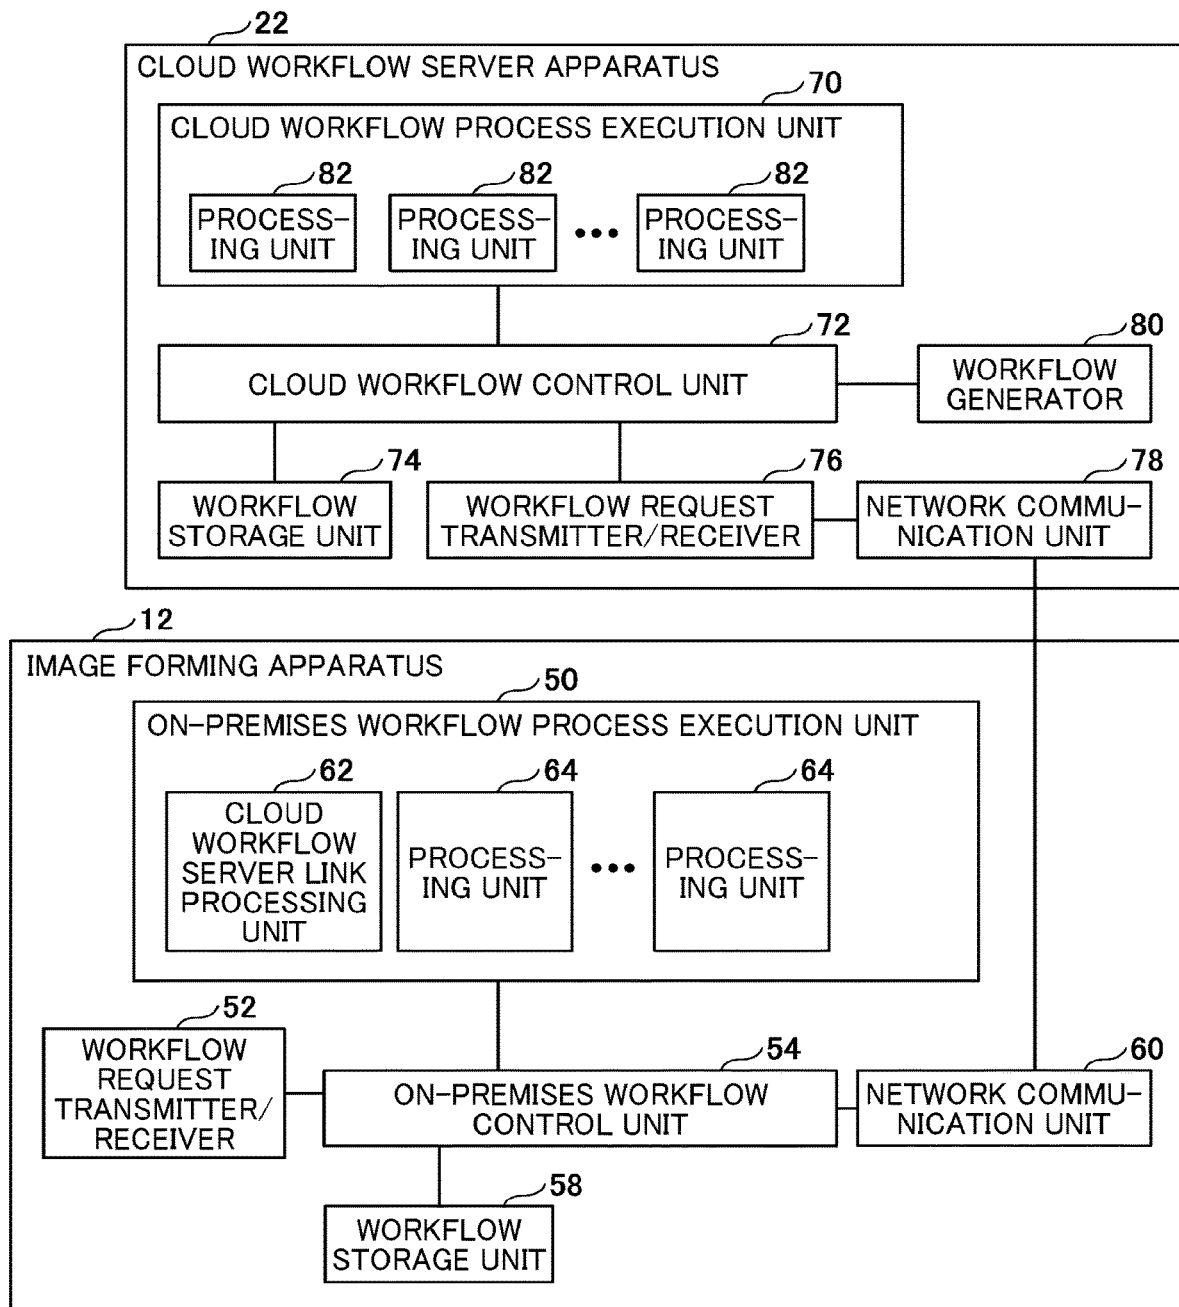 22
CLOUD WORKFLOW SERVER APPARATUS
70
CLOUD WORKFLOW PROCESS EXECUTION UNIT
82
82
82
PROCESS-
ING UNIT
PROCESS-
ING UNIT
•••
PROCESS-
ING UNIT
72
CLOUD WORKFLOW CONTROL UNIT
80
WORKFLOW
GENERATOR
74
WORKFLOW
STORAGE UNIT
76
WORKFLOW REQUEST
TRANSMITTER/RECEIVER
78
NETWORK COMMU-
NICATION UNIT
12
IMAGE FORMING APPARATUS
50
ON-PREMISES WORKFLOW PROCESS EXECUTION UNIT
62
CLOUD
WORKFLOW
SERVER LINK
PROCESSING
UNIT
64
PROCESS-
ING UNIT
•••
64
PROCESS-
ING UNIT
52
WORKFLOW
REQUEST
TRANSMITTER/
RECEIVER
54
ON-PREMISES WORKFLOW
CONTROL UNIT
60
NETWORK COMMU-
NICATION UNIT
58
WORKFLOW
STORAGE UNIT